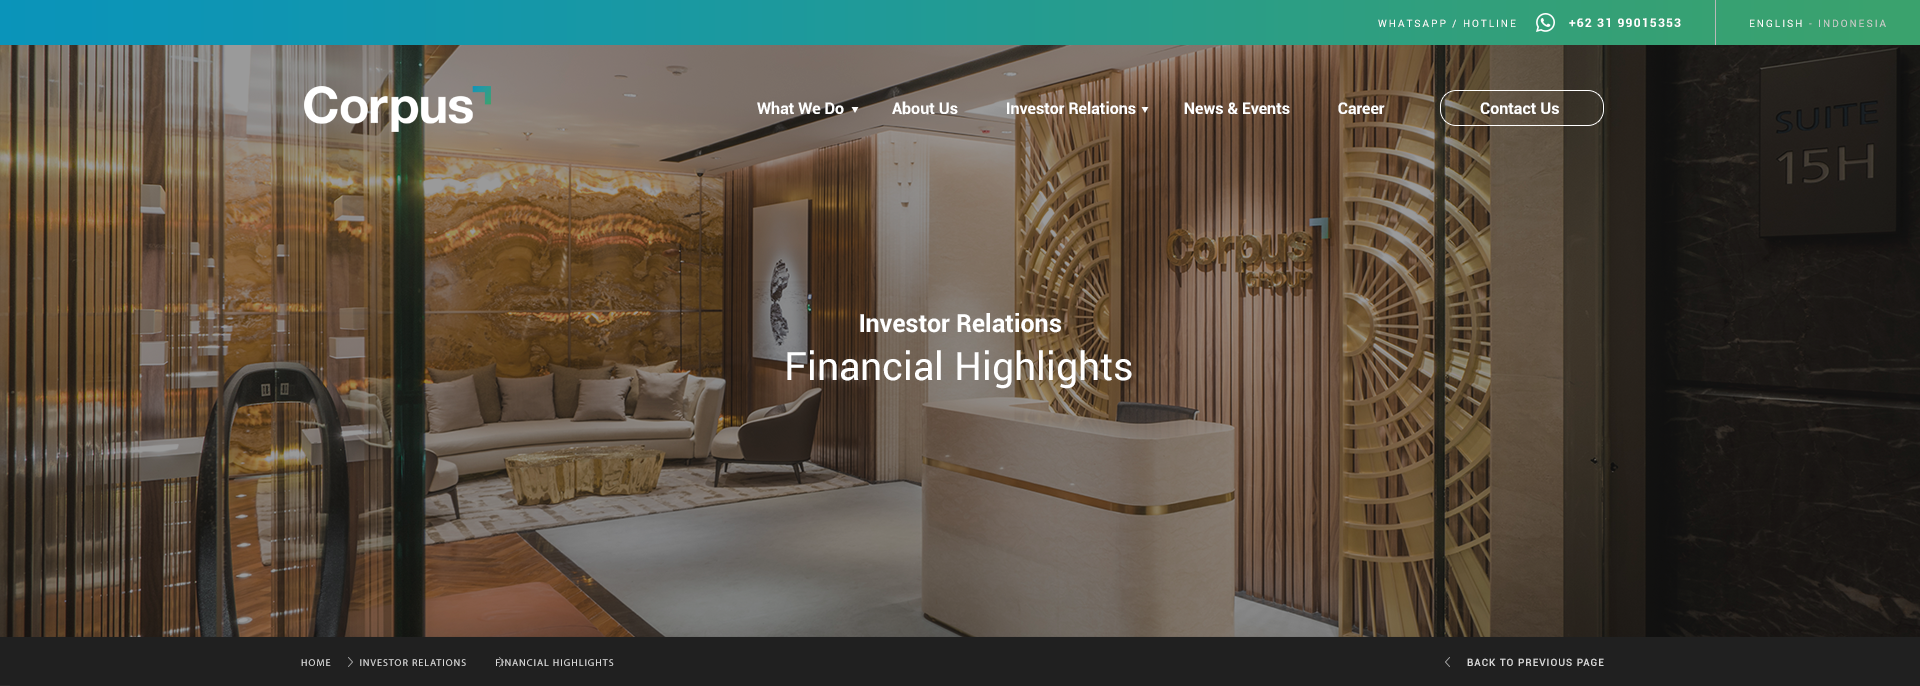 WHATSAPP / HOTLINE +62 31 99015353 ENGLISH - INDONESIA
Corpus What We Do About Us Investor Relations News & Events Career Contact Us
SUITE
15H
Corpus
GROUP
Investor Relations
Financial Highlights
HOME INVESTOR RELATIONS FINANCIAL HIGHLIGHTS BACK TO PREVIOUS PAGE